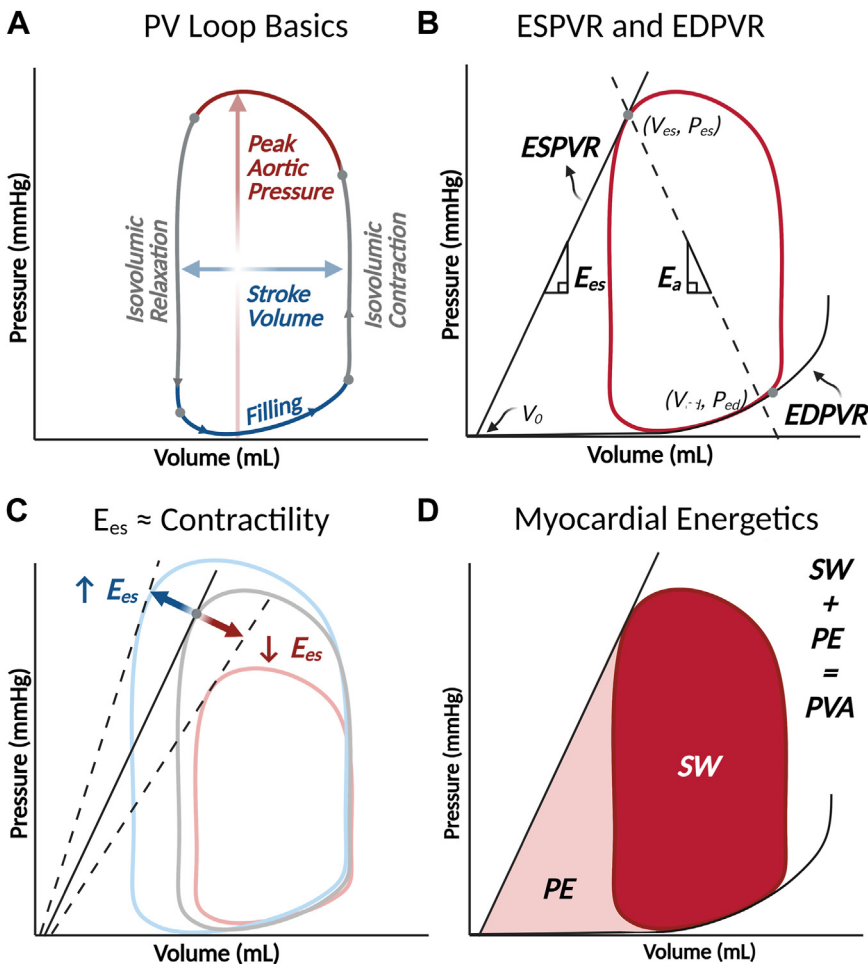 A
PV Loop Basics
Pressure (mmHg)
Isovolumic
Relaxation
Peak
Aortic
Pressure
Stroke
Volume
Isovolumic
Contraction
Filling
Volume (mL)
B
ESPVR and EDPVR
Pressure (mmHg)
ESPVR
(Ves, Pes)
Ees
Ea
V0
Ped)
EDPVR
Volume (mL)
C
Ees ≈ Contractility
Pressure (mmHg)
↑ Ees
↓ Ees
Volume (mL)
D
Myocardial Energetics
Pressure (mmHg)
SW
+
PE
=
PVA
SW
PE
Volume (mL)